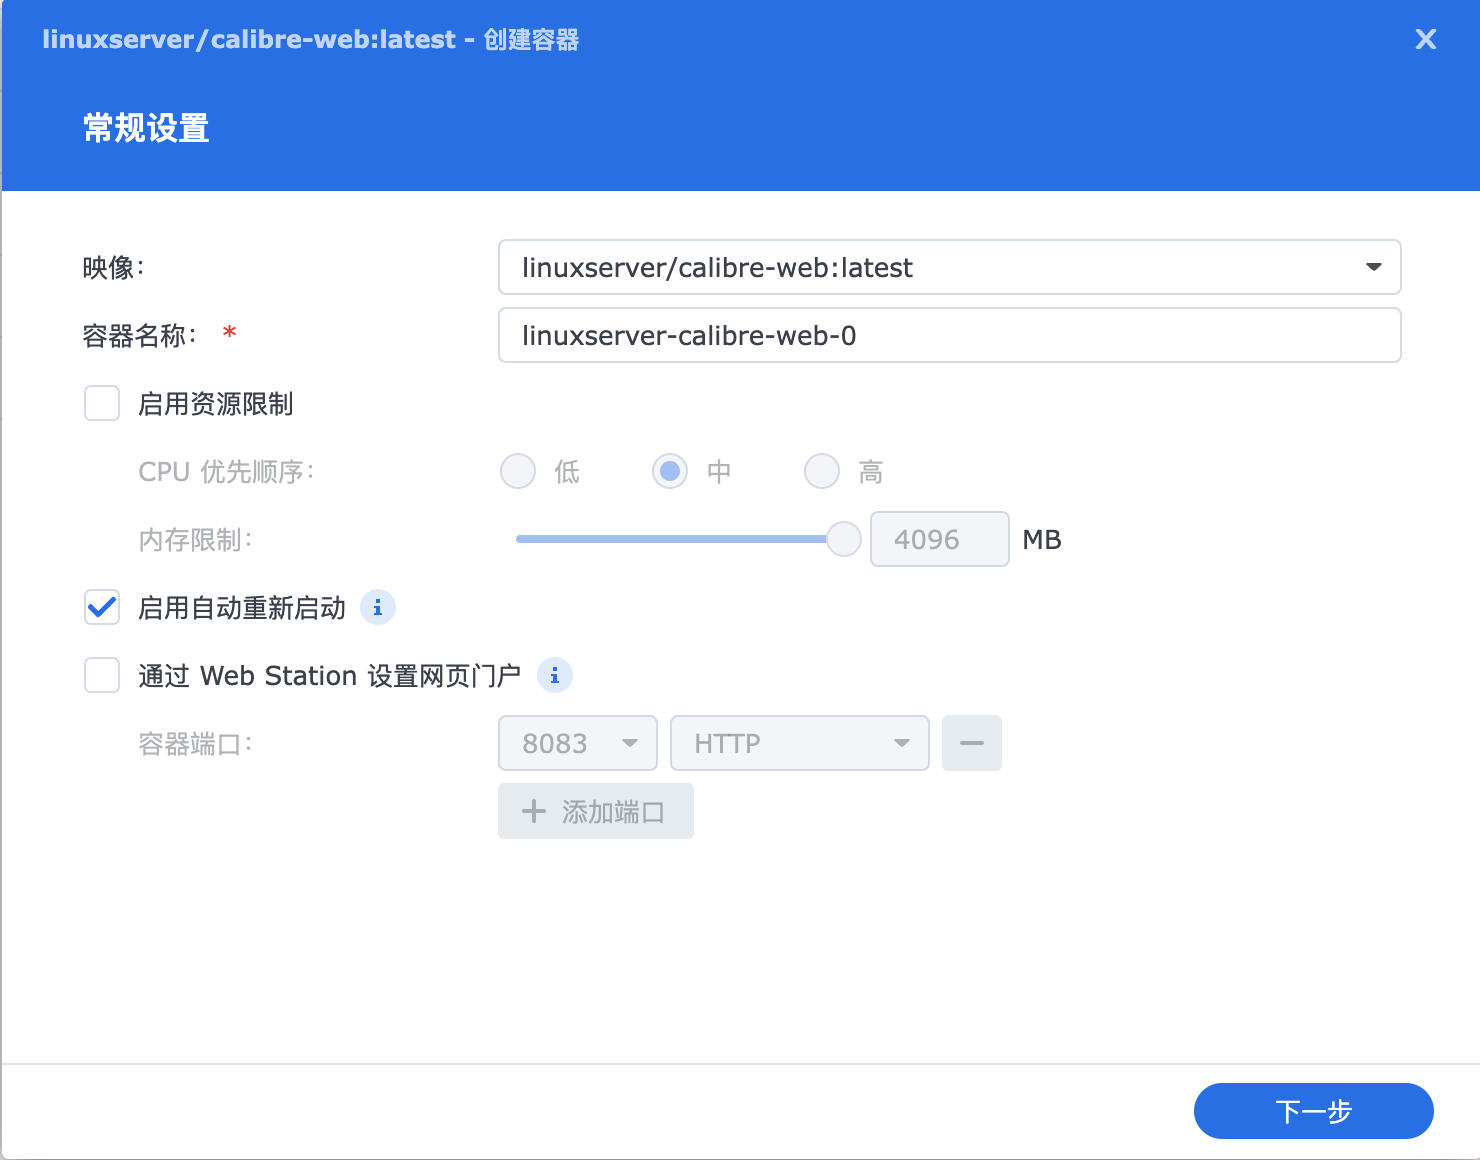 linuxserver/calibre-web:latest - 创建容器
常规设置
映像： linuxserver/calibre-web:latest
容器名称： * linuxserver-calibre-web-0
启用资源限制
CPU 优先顺序： 低 中 高
内存限制： 4096 MB
启用自动重新启动
通过 Web Station 设置网页门户
容器端口： 8083 HTTP
添加端口
下一步